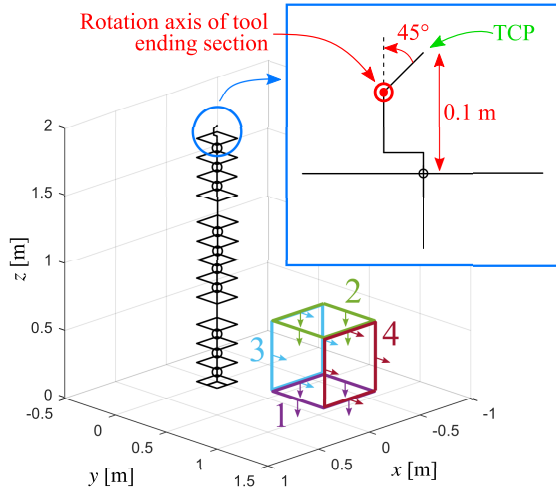 Rotation axis of tool
ending section
45°
TCP
0.1 m
2
1.5
1
0.5
0
z [m]
-0.5
0
0.5
1
1.5
y [m]
1
0.5
0
-0.5
-1
x [m]
2
3
4
1